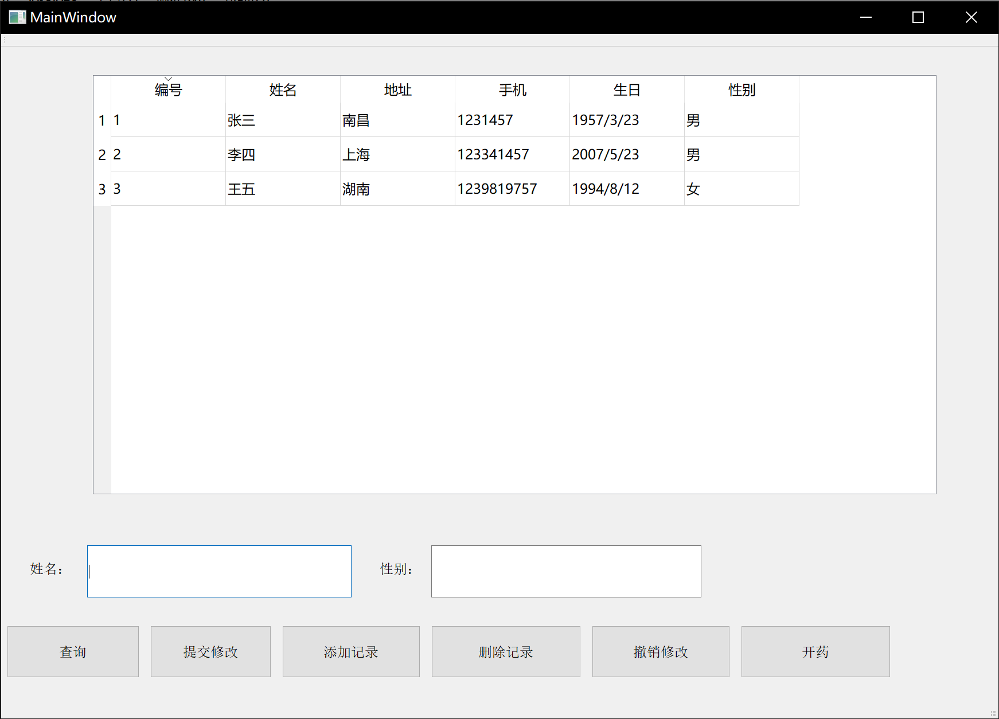 MainWindow
编号 姓名 地址 手机 生日 性别
1 1 张三 南昌 1231457 1957/3/23 男
2 2 李四 上海 123341457 2007/5/23 男
3 3 王五 湖南 1239819757 1994/8/12 女
姓名： 性别：
查询 提交修改 添加记录 删除记录 撤销修改 开药